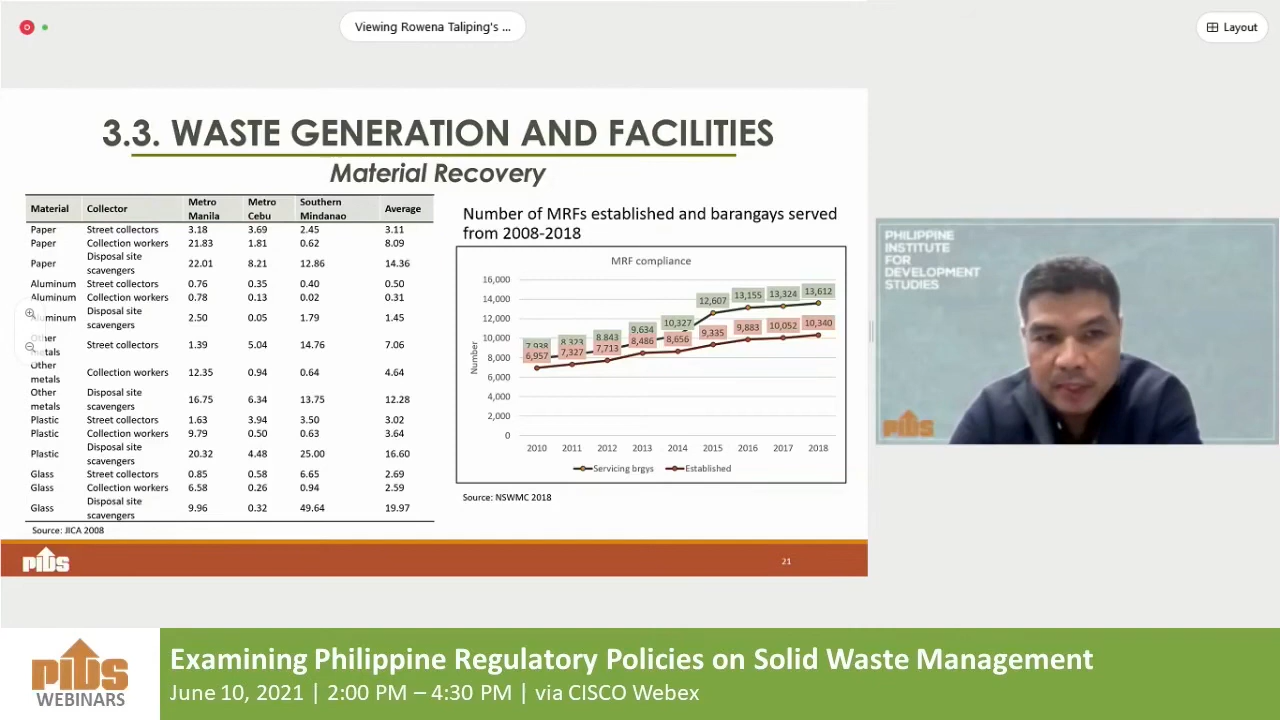 Viewing Rowena Taliping's ...
Layout
3.3. WASTE GENERATION AND FACILITIES
Material Recovery
Material Collector Metro Manila Metro Cebu Southern Mindanao Average
Paper Street collectors 3.18 3.69 2.45 3.11
Paper Collection workers 21.83 1.81 0.62 8.09
Paper Disposal site scavengers 22.01 8.21 12.86 14.36
Aluminum Street collectors 0.76 0.35 0.40 0.50
Aluminum Collection workers 0.78 0.13 0.02 0.31
Aluminum Disposal site scavengers 2.50 0.05 1.79 1.45
Other metals Street collectors 1.39 5.04 14.76 7.06
Other metals Collection workers 12.35 0.94 0.64 4.64
Other metals Disposal site scavengers 16.75 6.34 13.75 12.28
Plastic Street collectors 1.63 3.94 3.50 3.02
Plastic Collection workers 9.79 0.50 0.63 3.64
Plastic Disposal site scavengers 20.32 4.48 25.00 16.60
Glass Street collectors 0.85 0.58 6.65 2.69
Glass Collection workers 6.58 0.26 0.94 2.59
Glass Disposal site scavengers 9.96 0.32 49.64 19.97
Source: JICA 2008
Number of MRFs established and barangays served
from 2008-2018
MRF compliance
Number
16,000
14,000
12,000
10,000
8,000
6,000
4,000
2,000
0
7,938 8,323 8,843 9,634 10,327 12,607 13,155 13,324 13,612
6,957 7,327 7,713 8,486 8,656 9,335 9,883 10,052 10,340
2010 2011 2012 2013 2014 2015 2016 2017 2018
Servicing brgys Established
Source: NSWMC 2018
PIDS
21
PHILIPPINE
INSTITUTE
FOR
DEVELOPMENT
STUDIES
PIDS
PIDS
WEBINARS
Examining Philippine Regulatory Policies on Solid Waste Management
June 10, 2021 | 2:00 PM – 4:30 PM | via CISCO Webex